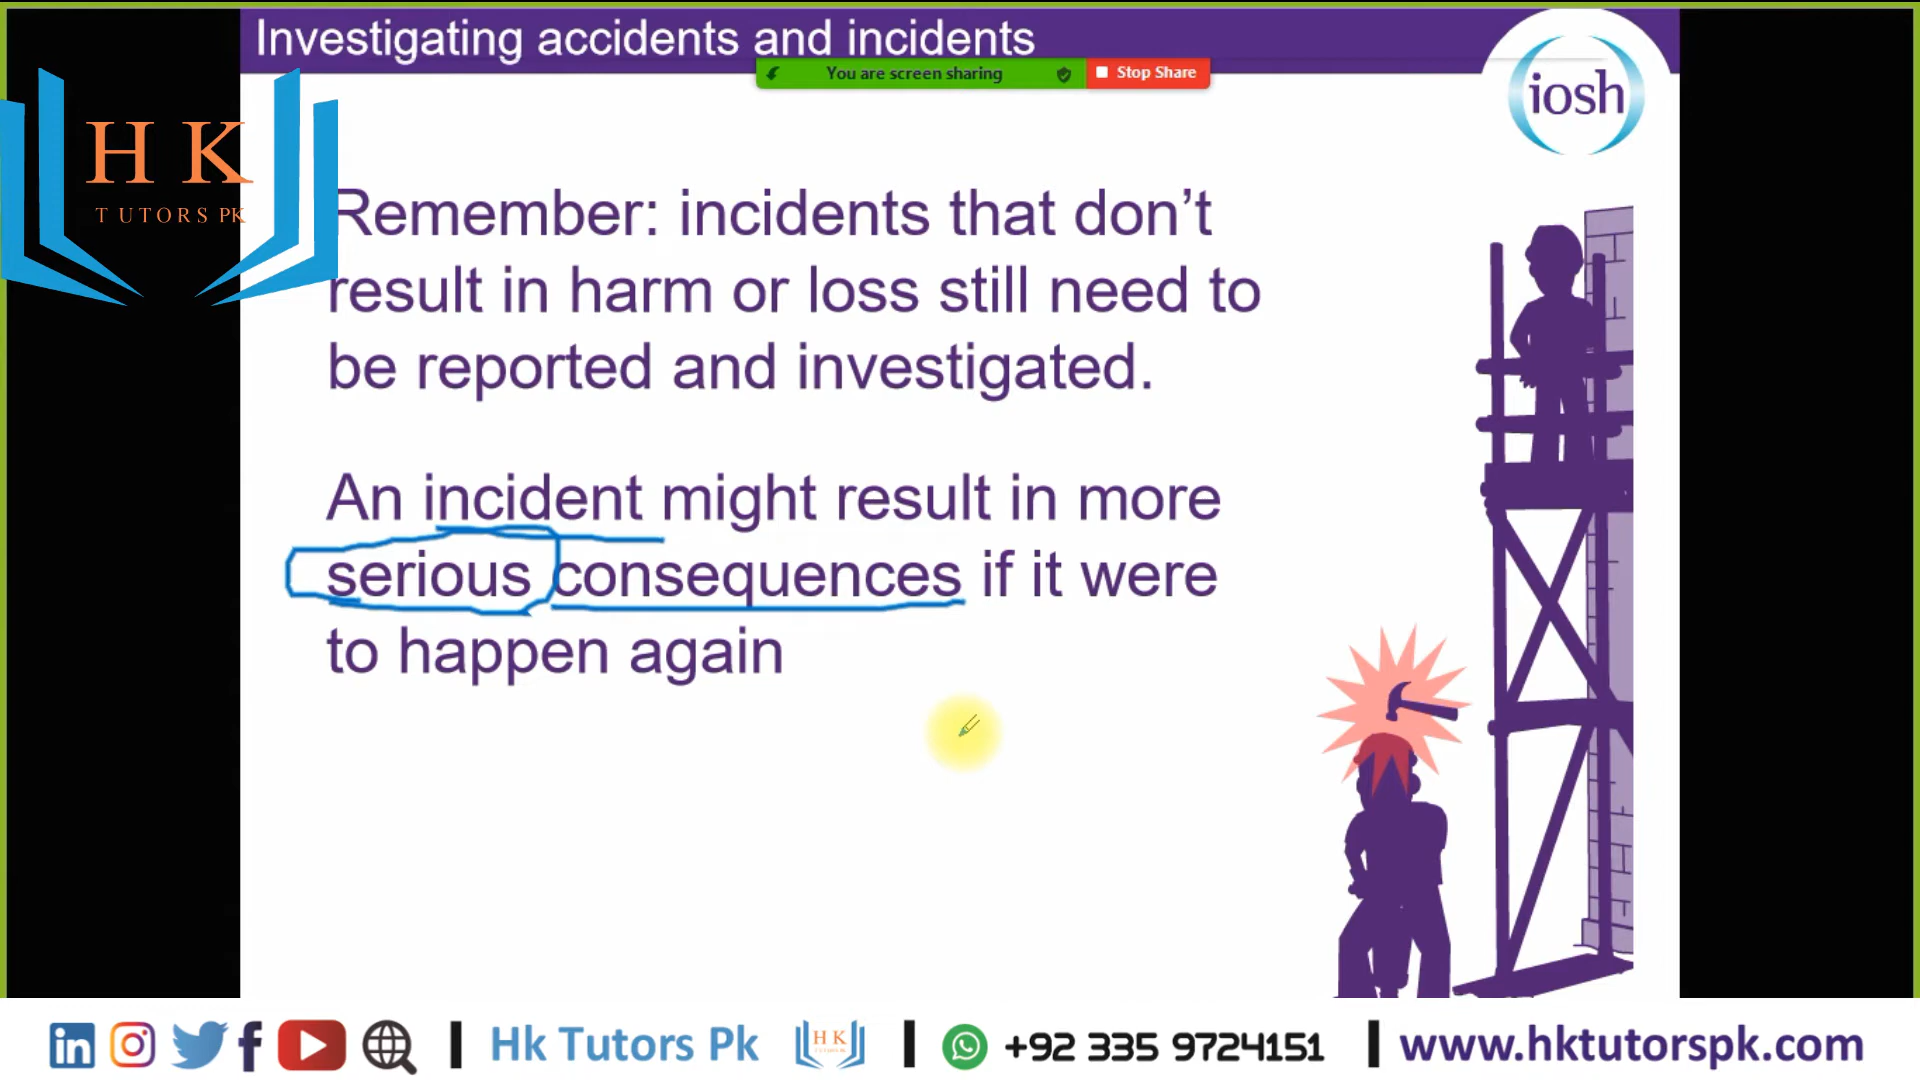 Investigating accidents and incidents
You are screen sharing
Stop Share
iosh
H K
TUTORS PK
Remember: incidents that don’t
result in harm or loss still need to
be reported and investigated.
An incident might result in more
serious consequences if it were
to happen again
in
Hk Tutors Pk
H K
+92 335 9724151
www.hktutorspk.com